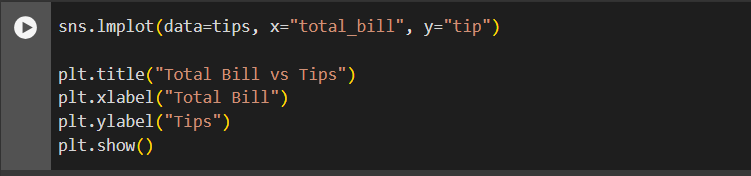 sns.lmplot(data=tips, x="total_bill", y="tip")
plt.title("Total Bill vs Tips")
plt.xlabel("Total Bill")
plt.ylabel("Tips")
plt.show()